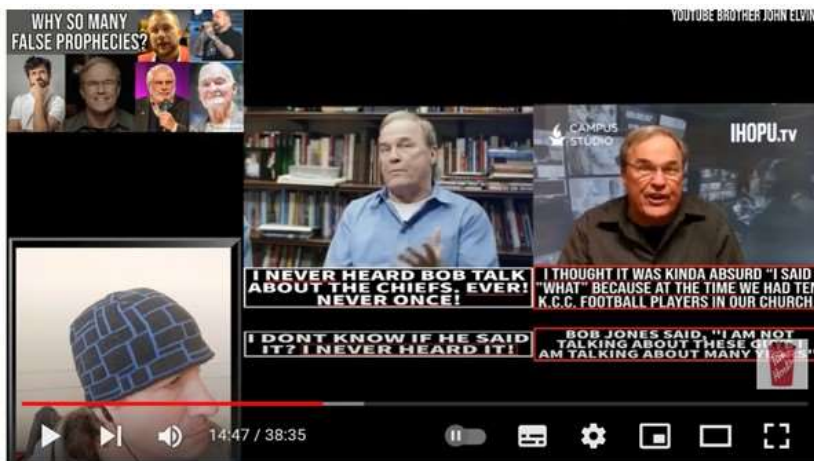 YOUTUBE BROTHER JOHN ELVIN
WHY SO MANY
FALSE PROPHECIES?
CAMPUS
STUDIO
IHOPU.TV
I NEVER HEARD BOB TALK
ABOUT THE CHIEFS. EVER!
NEVER ONCE!
I THOUGHT IT WAS KINDA ABSURD "I SAID
"WHAT" BECAUSE AT THE TIME WE HAD TEN
K.C.C. FOOTBALL PLAYERS IN OUR CHURCH.
I DONT KNOW IF HE SAID
IT? I NEVER HEARD IT!
BOB JONES SAID, "I AM NOT
TALKING ABOUT THESE
AM TALKING ABOUT MANY
14:47 / 38:35